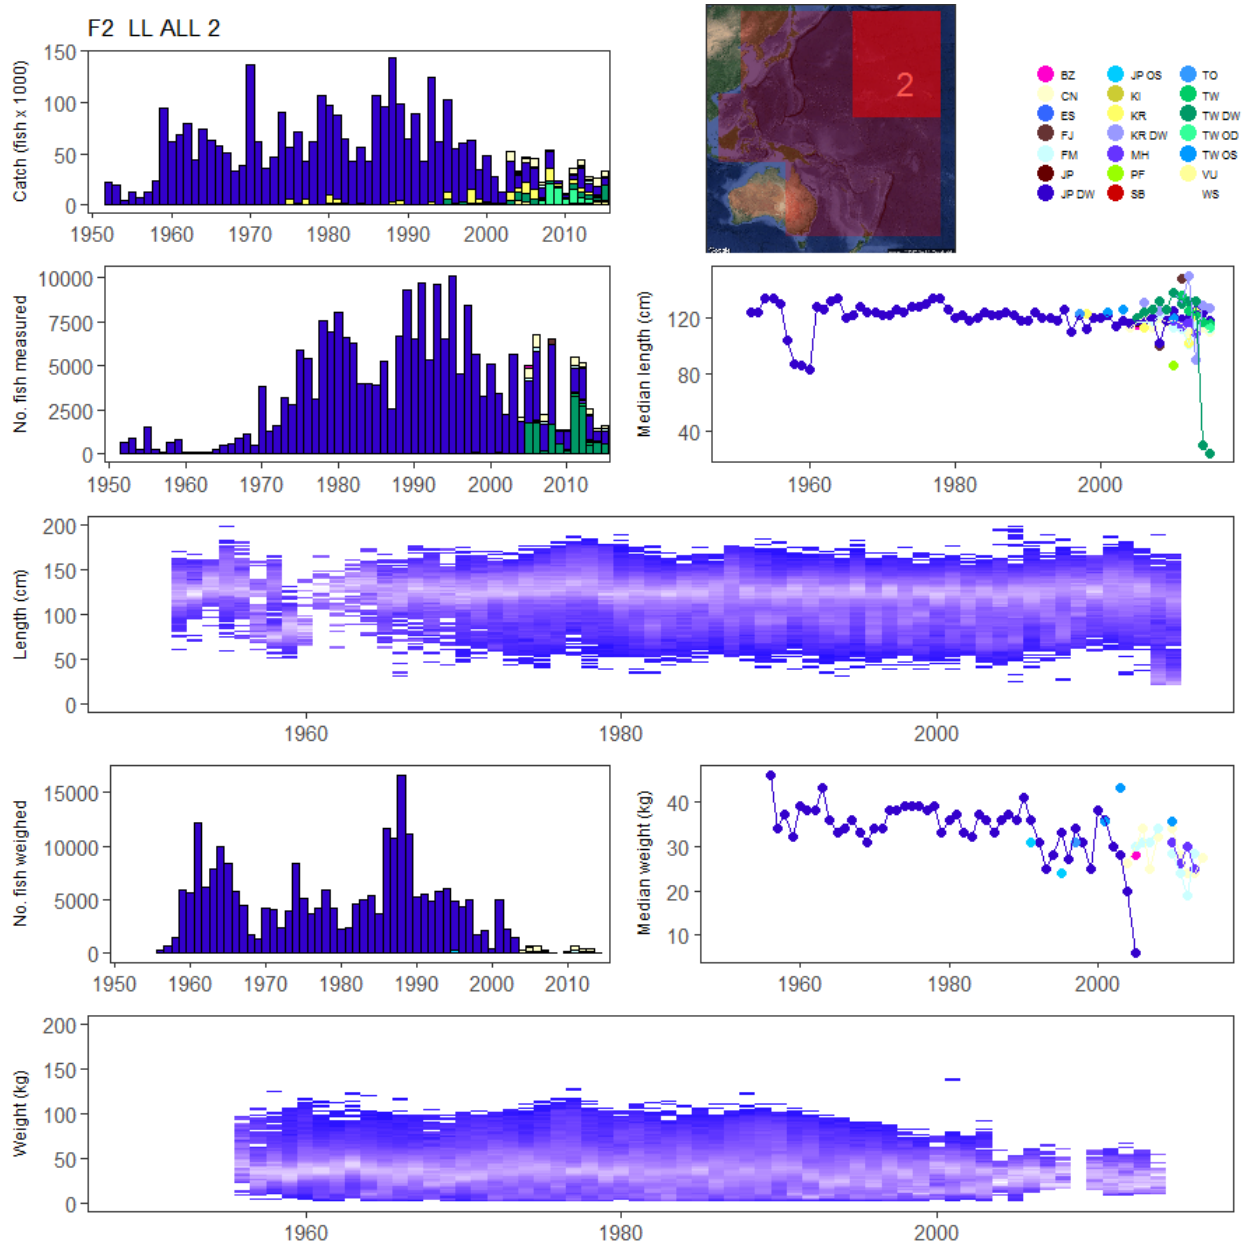 F2 LL ALL 2
Catch (fish x 1000)
150
100
50
0
1950 1960 1970 1980 1990 2000 2010
2
BZ
CN
ES
FJ
FM
JP
JP DW
JP OS
KI
KR
KR DW
MH
PF
SB
TO
TW
TW DW
TW OD
TW OS
VU
WS
No. fish measured
10000
7500
5000
2500
0
1950 1960 1970 1980 1990 2000 2010
Median length (cm)
120
80
40
1960 1980 2000
Length (cm)
200
150
100
50
0
1960 1980 2000
No. fish weighed
15000
10000
5000
0
1950 1960 1970 1980 1990 2000 2010
Median weight (kg)
40
30
20
10
1960 1980 2000
Weight (kg)
200
150
100
50
0
1960 1980 2000